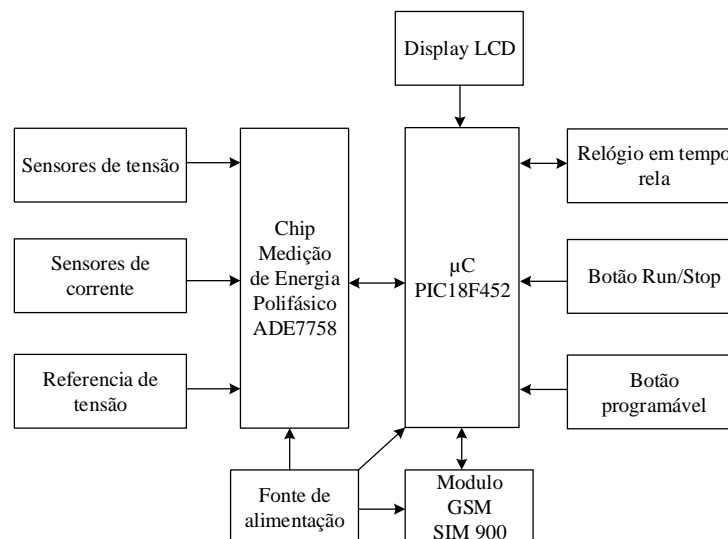 Display LCD
Sensores de tensão
Chip
Medição
de Energia
Polifásico
ADE7758
µC
PIC18F452
Relógio em tempo
rela
Sensores de
corrente
Botão Run/Stop
Referencia de
tensão
Botão
programável
Fonte de
alimentação
Modulo
GSM
SIM 900